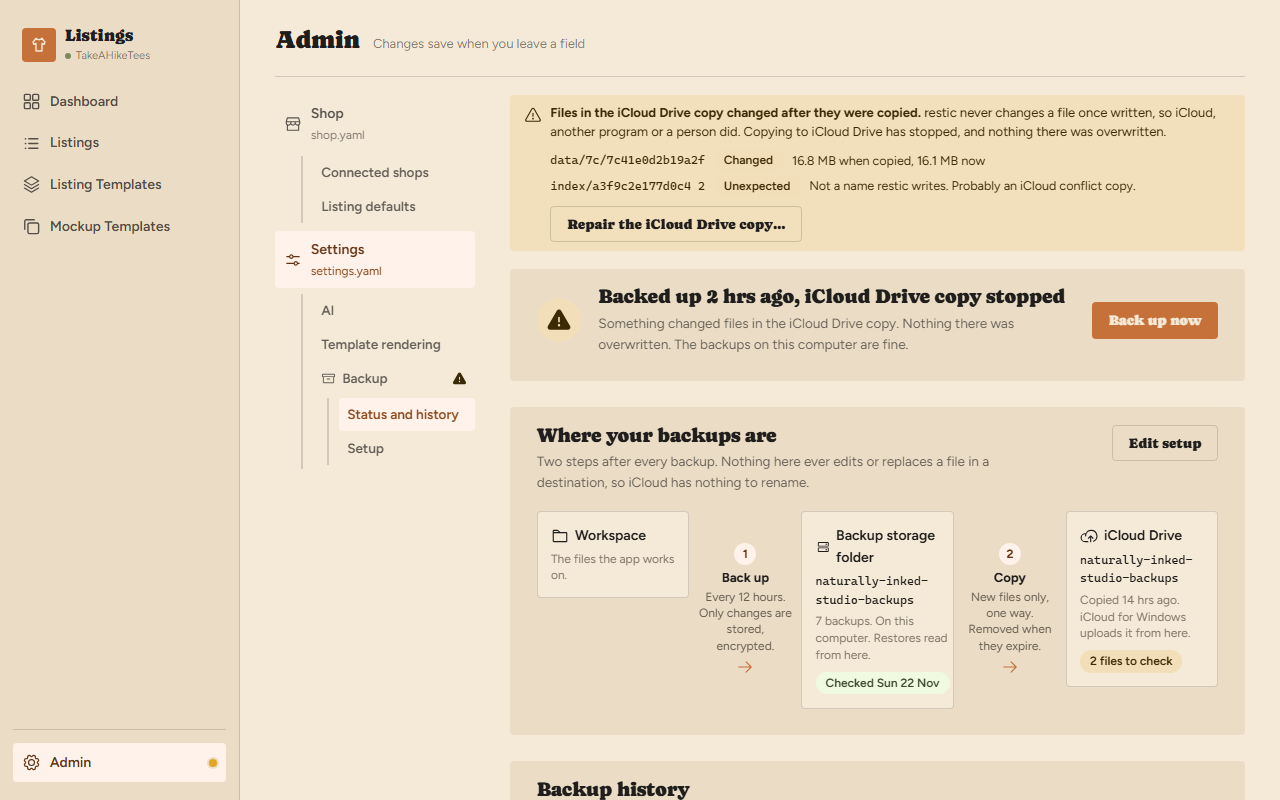 Listings
TakeAHikeTees
Dashboard
Listings
Listing Templates
Mockup Templates
Admin
Admin
Changes save when you leave a field
Shop
shop.yaml
Connected shops
Listing defaults
Settings
settings.yaml
AI
Template rendering
Backup
Status and history
Setup
Files in the iCloud Drive copy changed after they were copied. restic never changes a file once written, so iCloud,
another program or a person did. Copying to iCloud Drive has stopped, and nothing there was overwritten.
data/7c/7c41e0d2b19a2f Changed 16.8 MB when copied, 16.1 MB now
index/a3f9c2e177d0c4 2 Unexpected Not a name restic writes. Probably an iCloud conflict copy.
Repair the iCloud Drive copy...
Backed up 2 hrs ago, iCloud Drive copy stopped
Something changed files in the iCloud Drive copy. Nothing there was
overwritten. The backups on this computer are fine.
Back up now
Where your backups are
Two steps after every backup. Nothing here ever edits or replaces a file in a
destination, so iCloud has nothing to rename.
Edit setup
Workspace
The files the app works
on.
1
Back up
Every 12 hours.
Only changes are
stored,
encrypted.
→
Backup storage
folder
naturally-inked-
studio-backups
7 backups. On this
computer. Restores read
from here.
Checked Sun 22 Nov
2
Copy
New files only,
one way.
Removed when
they expire.
→
iCloud Drive
naturally-inked-
studio-backups
Copied 14 hrs ago.
iCloud for Windows
uploads it from here.
2 files to check
Backup history